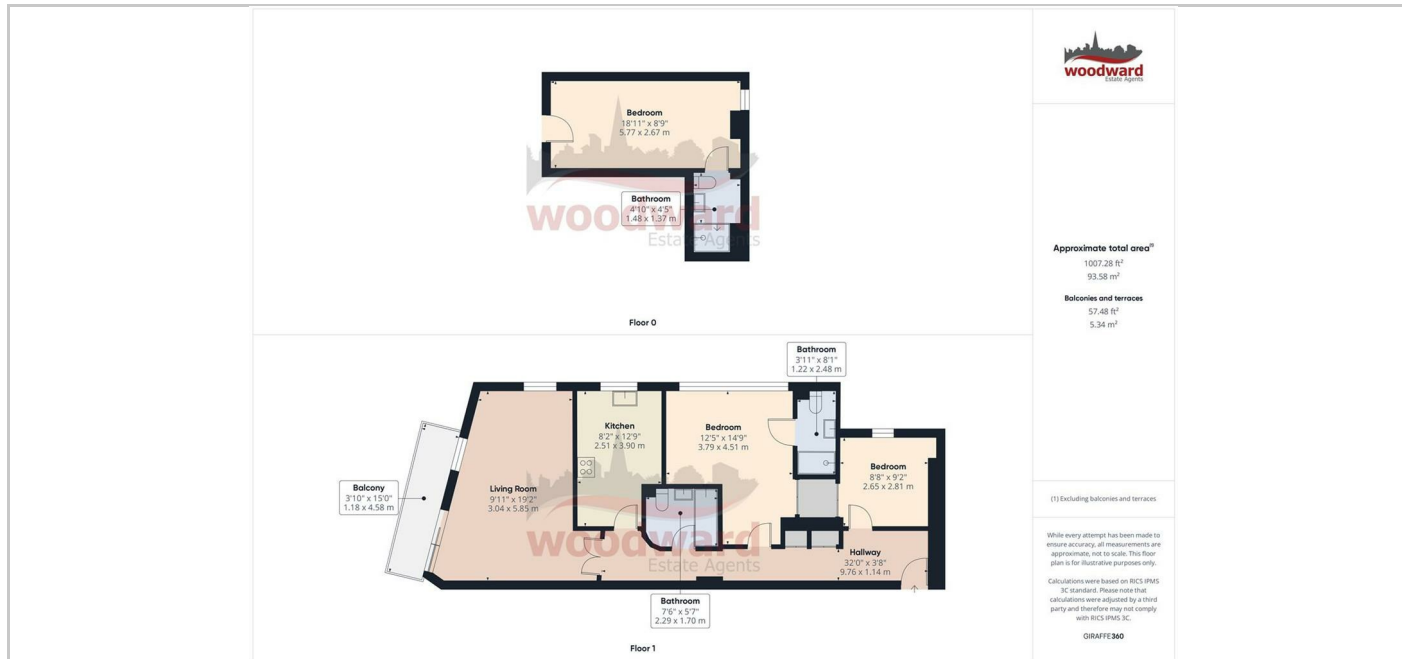 Bedroom
18'11" x 8'9"
5.77 x 2.67 m
Bathroom
4'10" x 4'5"
1.48 x 1.37 m
woodward
Estate Agents
Floor 0
Bathroom
3'11" x 8'1"
1.22 x 2.48 m
Kitchen
8'2" x 12'9"
2.51 x 3.90 m
Bedroom
12'5" x 14'9"
3.79 x 4.51 m
Bedroom
8'8" x 9'2"
2.65 x 2.81 m
Balcony
3'10" x 15'0"
1.18 x 4.58 m
Living Room
9'11" x 19'2"
3.04 x 5.85 m
Hallway
32'0" x 3'8"
9.76 x 1.14 m
woodward
Estate Agents
Bathroom
7'6" x 5'7"
2.29 x 1.70 m
Floor 1
woodward
Estate Agents
Approximate total area⁽¹⁾
1007.28 ft²
93.58 m²
Balconies and terraces
57.48 ft²
5.34 m²
(1) Excluding balconies and terraces
While every attempt has been made to
ensure accuracy, all measurements are
approximate, not to scale. This floor
plan is for illustrative purposes only.
Calculations were based on RICS IPMS
3C standard. Please note that
calculations were adjusted by a third
party and therefore may not comply
with RICS IPMS 3C.
GIRAFFE360